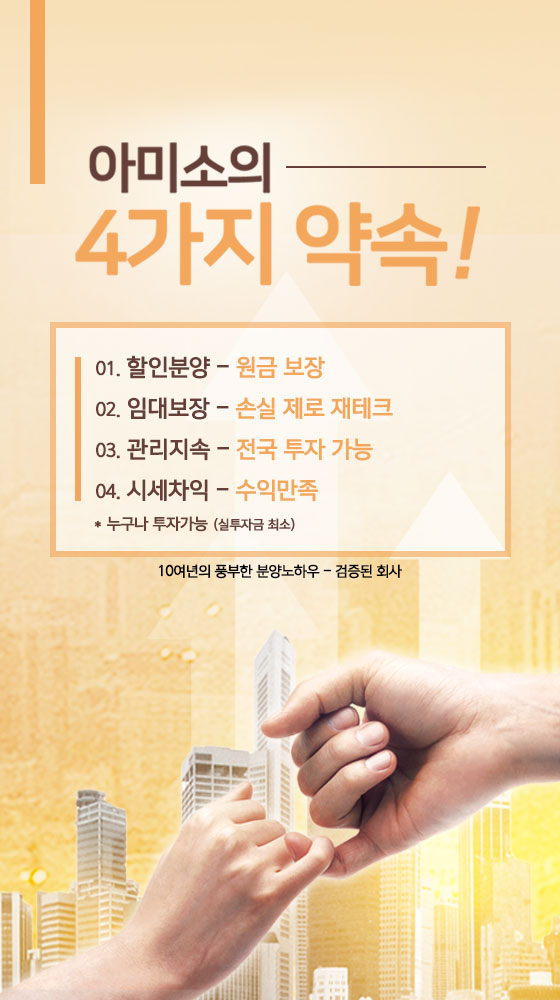 아미소의
4가지 약속!
01. 할인분양 - 원금 보장
02. 임대보장 - 손실 제로 재테크
03. 관리지속 - 전국 투자 가능
04. 시세차익 - 수익만족
* 누구나 투자가능 (실투자금 최소)
10여년의 풍부한 분양노하우 - 검증된 회사